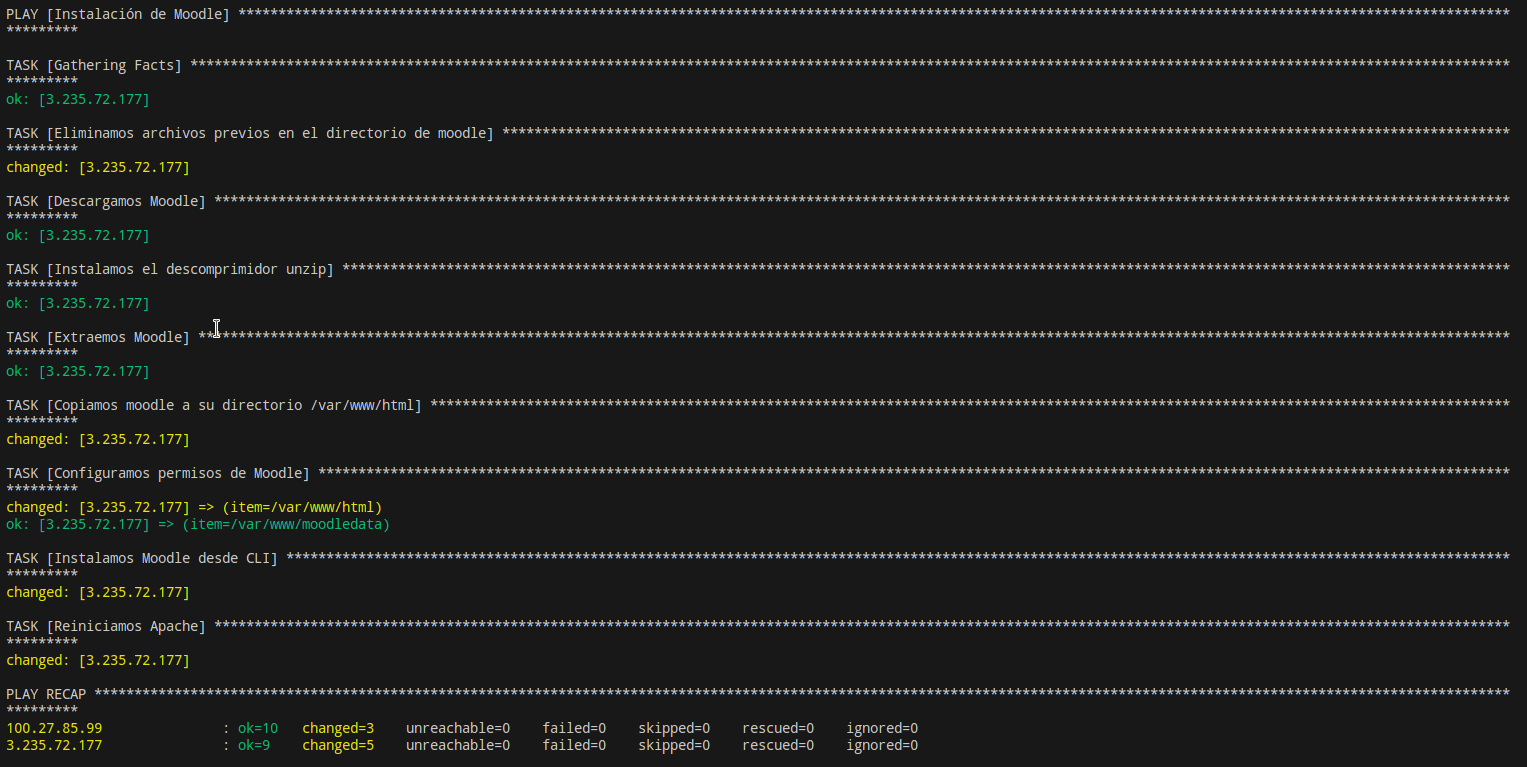 PLAY [Instalación de Moodle] ***************************************************************************************************************************************************************
*********
TASK [Gathering Facts] *********************************************************************************************************************************************************************
*********
ok: [3.235.72.177]
TASK [Eliminamos archivos previos en el directorio de moodle] ******************************************************************************************************************************
*********
changed: [3.235.72.177]
TASK [Descargamos Moodle] ******************************************************************************************************************************************************************
*********
ok: [3.235.72.177]
TASK [Instalamos el descomprimidor unzip] **************************************************************************************************************************************************
*********
ok: [3.235.72.177]
TASK [Extraemos Moodle] ********************************************************************************************************************************************************************
*********
ok: [3.235.72.177]
TASK [Copiamos moodle a su directorio /var/www/html] ***************************************************************************************************************************************
*********
changed: [3.235.72.177]
TASK [Configuramos permisos de Moodle] *****************************************************************************************************************************************************
*********
changed: [3.235.72.177] => (item=/var/www/html)
ok: [3.235.72.177] => (item=/var/www/moodledata)
TASK [Instalamos Moodle desde CLI] *********************************************************************************************************************************************************
*********
changed: [3.235.72.177]
TASK [Reiniciamos Apache] ******************************************************************************************************************************************************************
*********
changed: [3.235.72.177]
PLAY RECAP *********************************************************************************************************************************************************************************
*********
100.27.85.99               : ok=10   changed=3    unreachable=0    failed=0    skipped=0    rescued=0    ignored=0
3.235.72.177               : ok=9    changed=5    unreachable=0    failed=0    skipped=0    rescued=0    ignored=0